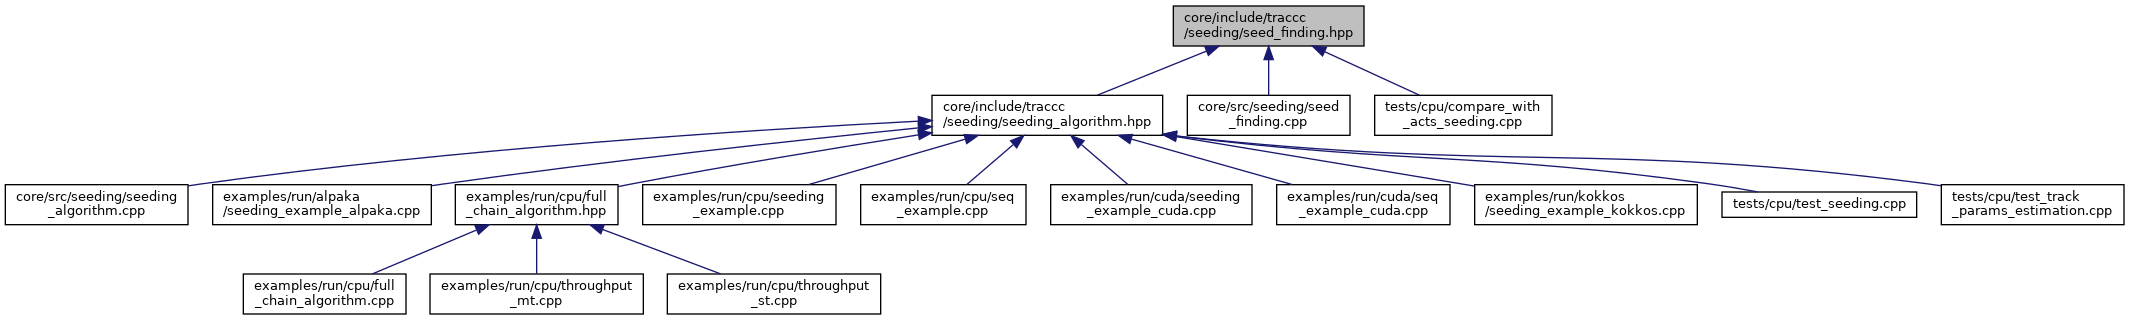 core/include/traccc
/seeding/seed_finding.hpp
core/include/traccc
/seeding/seeding_algorithm.hpp
core/src/seeding/seed
_finding.cpp
tests/cpu/compare_with
_acts_seeding.cpp
core/src/seeding/seeding
_algorithm.cpp
examples/run/alpaka
/seeding_example_alpaka.cpp
examples/run/cpu/full
_chain_algorithm.hpp
examples/run/cpu/seeding
_example.cpp
examples/run/cpu/seq
_example.cpp
examples/run/cuda/seeding
_example_cuda.cpp
examples/run/cuda/seq
_example_cuda.cpp
examples/run/kokkos
/seeding_example_kokkos.cpp
tests/cpu/test_seeding.cpp
tests/cpu/test_track
_params_estimation.cpp
examples/run/cpu/full
_chain_algorithm.cpp
examples/run/cpu/throughput
_mt.cpp
examples/run/cpu/throughput
_st.cpp